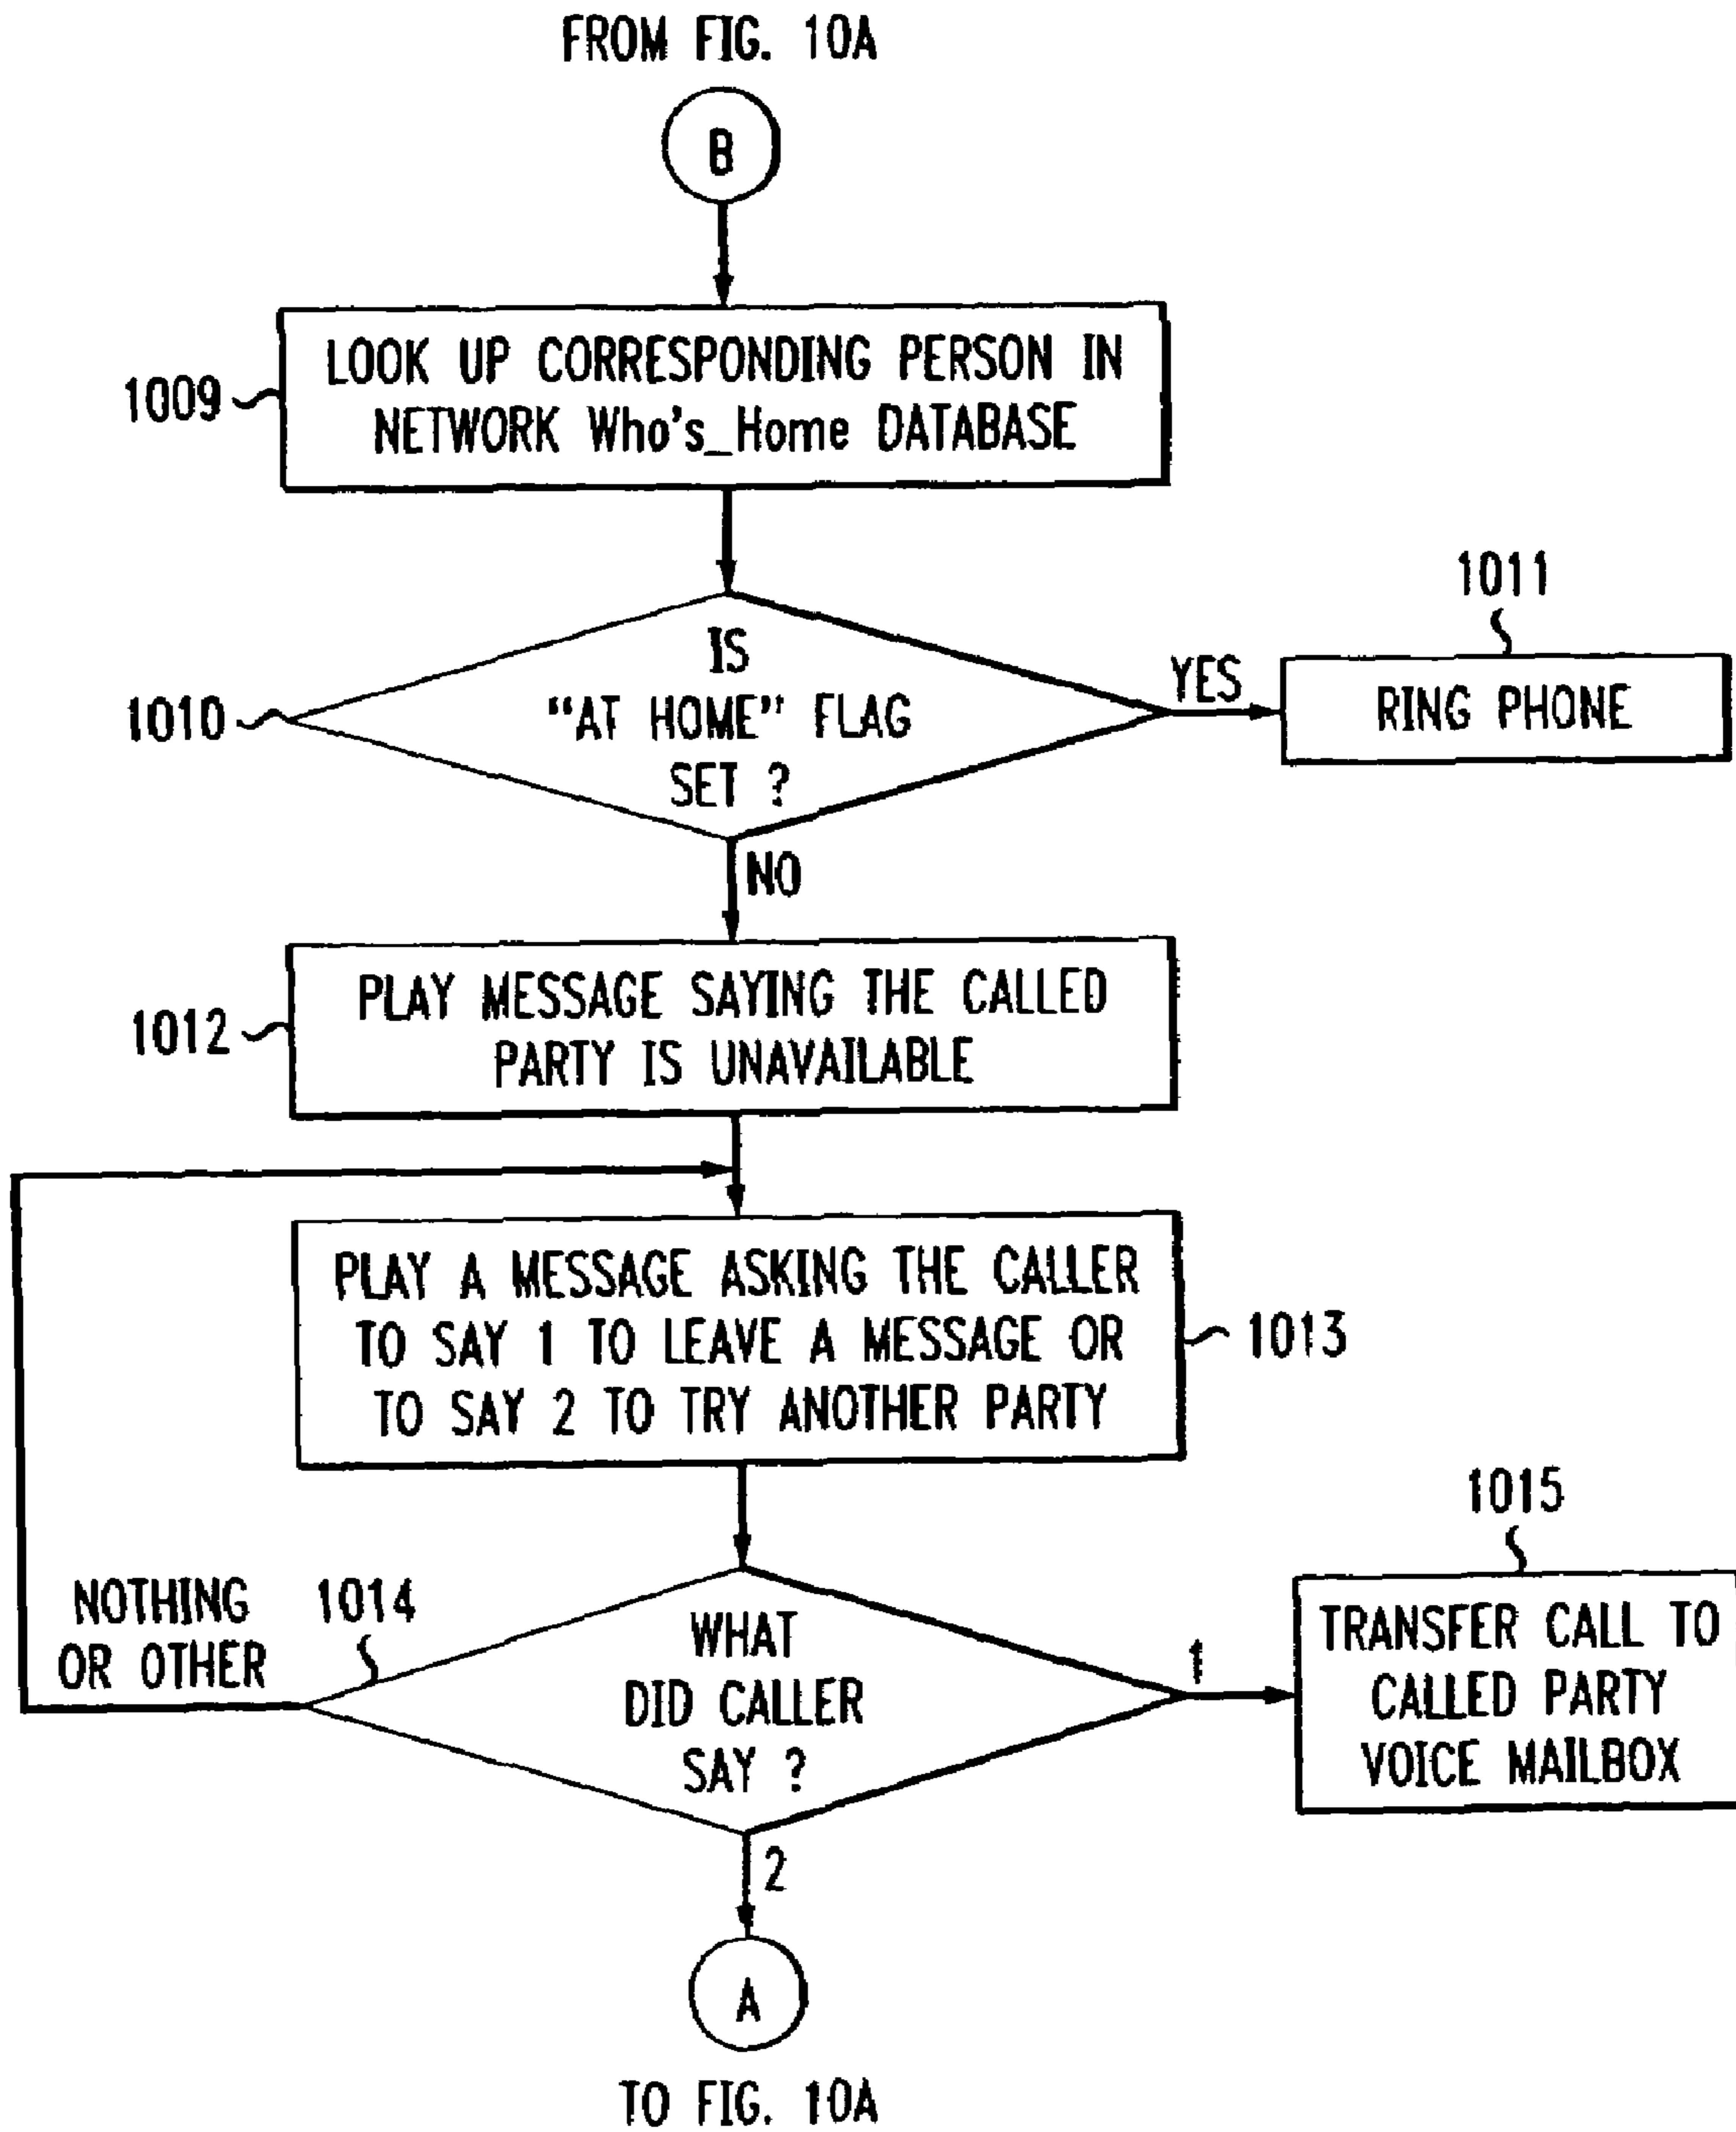 FROM FIG. 10A
B
LOOK UP CORRESPONDING PERSON IN
NETWORK Who's_Home DATABASE
1009
IS
“AT HOME” FLAG
SET ?
1010
YES
1011
RING PHONE
NO
PLAY MESSAGE SAYING THE CALLED
PARTY IS UNAVAILABLE
1012
PLAY A MESSAGE ASKING THE CALLER
TO SAY 1 TO LEAVE A MESSAGE OR
TO SAY 2 TO TRY ANOTHER PARTY
1013
NOTHING
OR OTHER
1014
WHAT
DID CALLER
SAY ?
1
1015
TRANSFER CALL TO
CALLED PARTY
VOICE MAILBOX
2
A
TO FIG. 10A